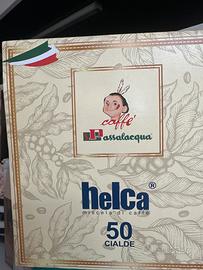 caffè
Passalacqua®
helca®
miscela di caffè
50
CIALDE